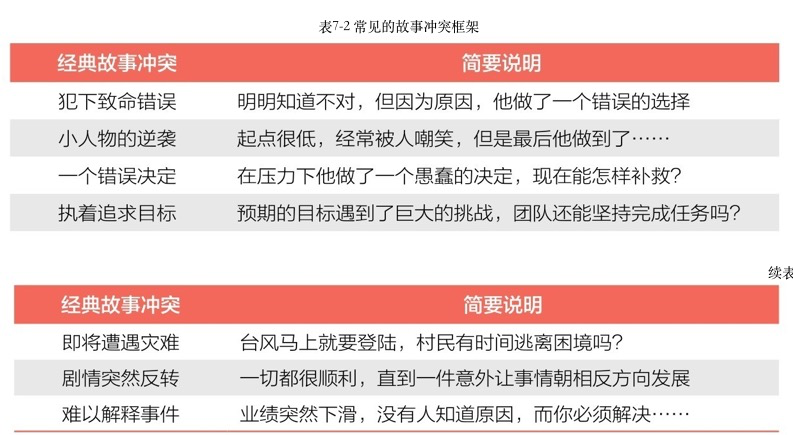 表7-2 常见的故事冲突框架
经典故事冲突 简要说明
犯下致命错误 明明知道不对，但因为原因，他做了一个错误的选择
小人物的逆袭 起点很低，经常被人嘲笑，但是最后他做到了……
一个错误决定 在压力下他做了一个愚蠢的决定，现在能怎样补救？
执着追求目标 预期的目标遇到了巨大的挑战，团队还能坚持完成任务吗？
续表
经典故事冲突 简要说明
即将遭遇灾难 台风马上就要登陆，村民有时间逃离困境吗？
剧情突然反转 一切都很顺利，直到一件意外让事情朝相反方向发展
难以解释事件 业绩突然下滑，没有人知道原因，而你必须解决……